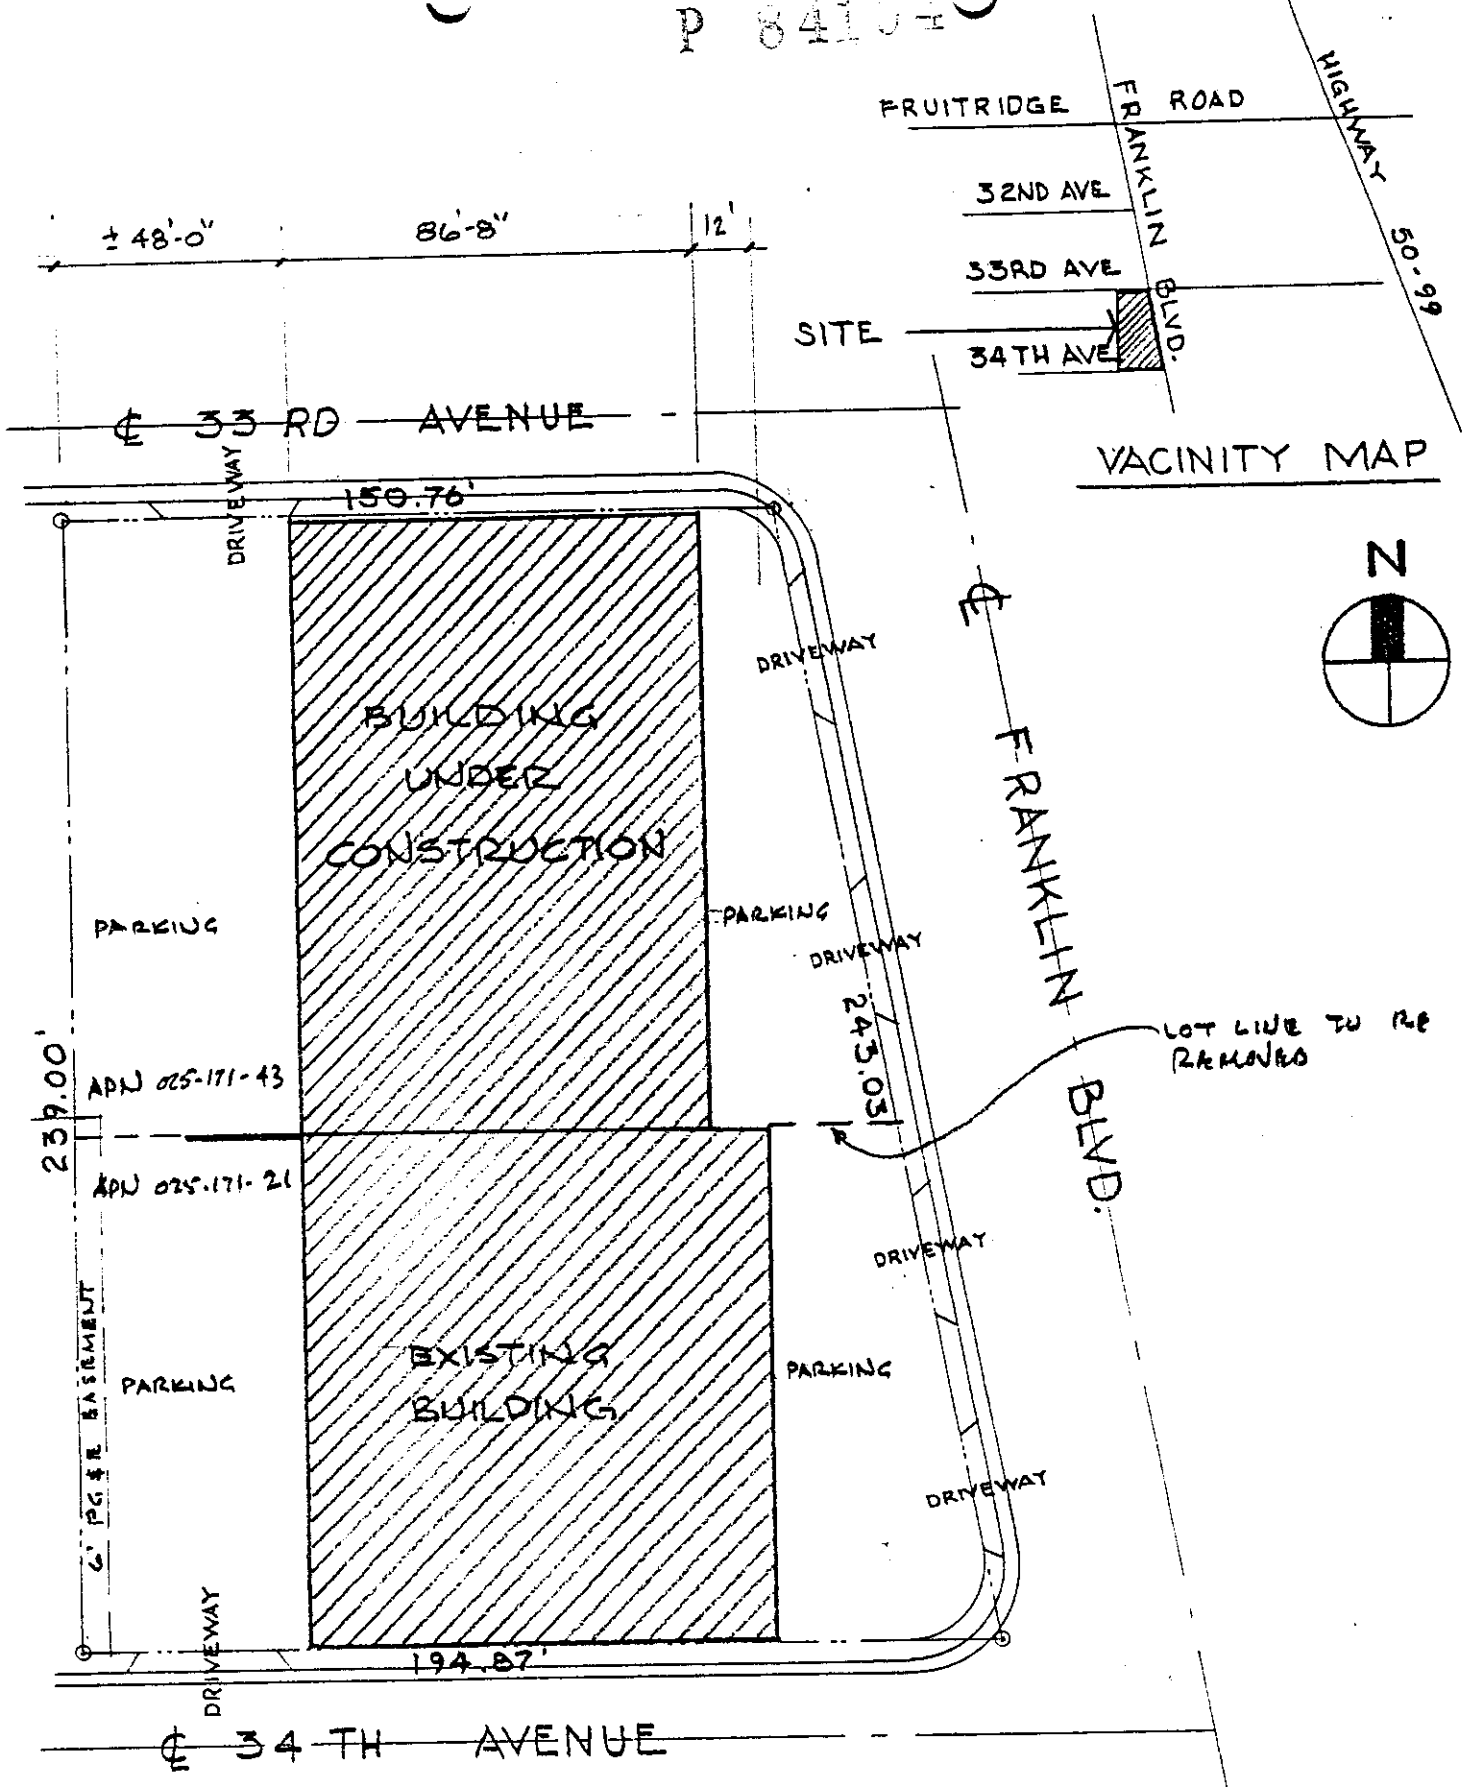 P 84104
FRUITRIDGE ROAD
FRANKLIN BLVD.
HIGHWAY 50-99
32ND AVE
33RD AVE
SITE
34TH AVE
VACINITY MAP
± 48'-0"
86'-8"
12'
℄ 33 RD AVENUE
150.76'
DRIVEWAY
N
DRIVEWAY
℄ FRANKLIN BLVD.
BUILDING
UNDER
CONSTRUCTION
PARKING
PARKING
DRIVEWAY
243.03'
LOT LINE TO BE
REMOVED
239.00'
APN 025-171-43
APN 025-171-21
DRIVEWAY
6' PG & E EASEMENT
PARKING
EXISTING
BUILDING
PARKING
DRIVEWAY
DRIVEWAY
194.87'
℄ 34 TH AVENUE